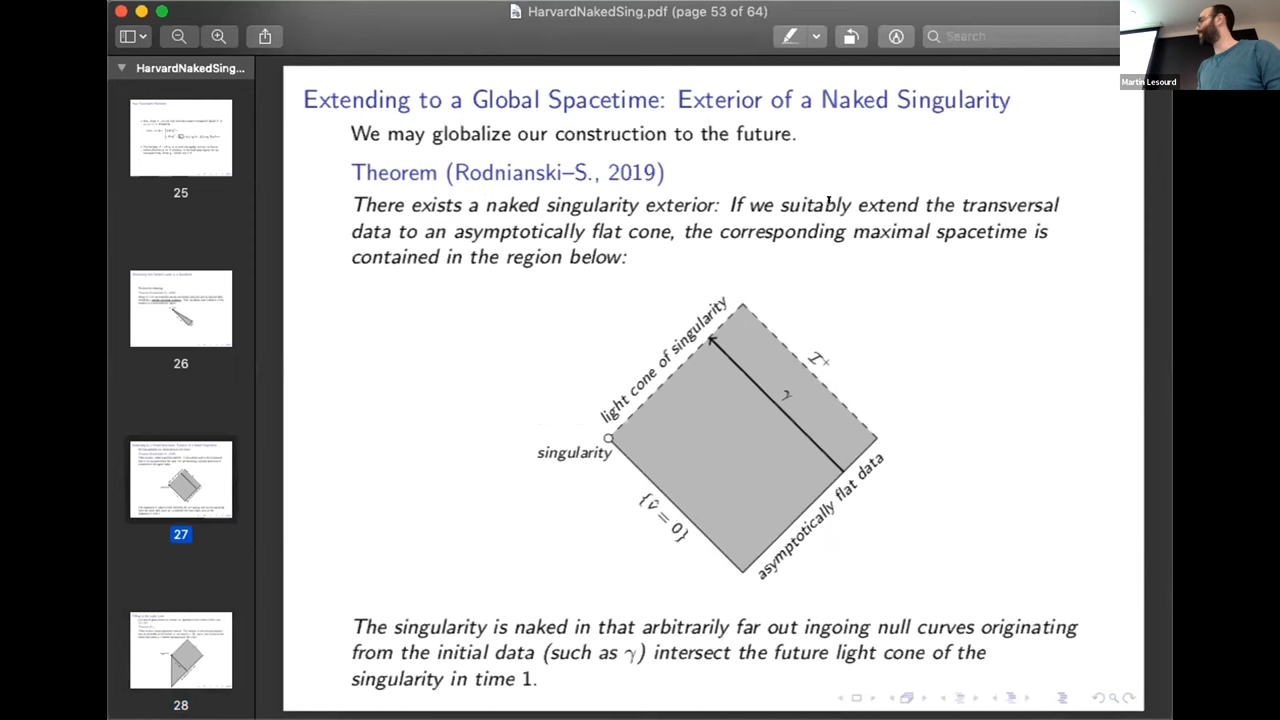 HarvardNakedSing.pdf (page 53 of 64)
Search
Martin Lesourd
HarvardNakedSing...
25
26
27
28
Extending to a Global Spacetime: Exterior of a Naked Singularity
We may globalize our construction to the future.
Theorem (Rodnianski–S., 2019)
There exists a naked singularity exterior: If we suitably extend the transversal
data to an asymptotically flat cone, the corresponding maximal spacetime is
contained in the region below:
light cone of singularity
I⁺
γ
singularity
{v̂ = 0}
asymptotically flat data
The singularity is naked in that arbitrarily far out ingoing null curves originating
from the initial data (such as γ) intersect the future light cone of the
singularity in time 1.